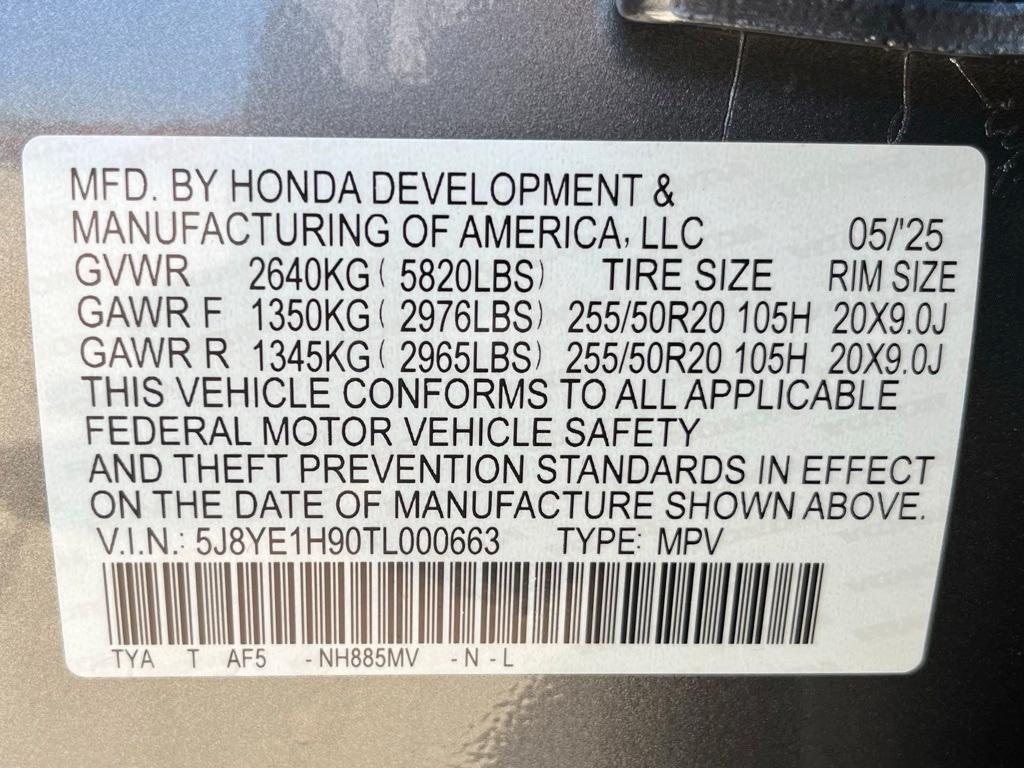 MFD. BY HONDA DEVELOPMENT &
MANUFACTURING OF AMERICA, LLC 05/'25
GVWR 2640KG ( 5820LBS) TIRE SIZE RIM SIZE
GAWR F 1350KG ( 2976LBS) 255/50R20 105H 20X9.0J
GAWR R 1345KG ( 2965LBS) 255/50R20 105H 20X9.0J
THIS VEHICLE CONFORMS TO ALL APPLICABLE
FEDERAL MOTOR VEHICLE SAFETY
AND THEFT PREVENTION STANDARDS IN EFFECT
ON THE DATE OF MANUFACTURE SHOWN ABOVE.
V.I.N.: 5J8YE1H90TL000663 TYPE: MPV
TYA T AF5 -NH885MV -N-L